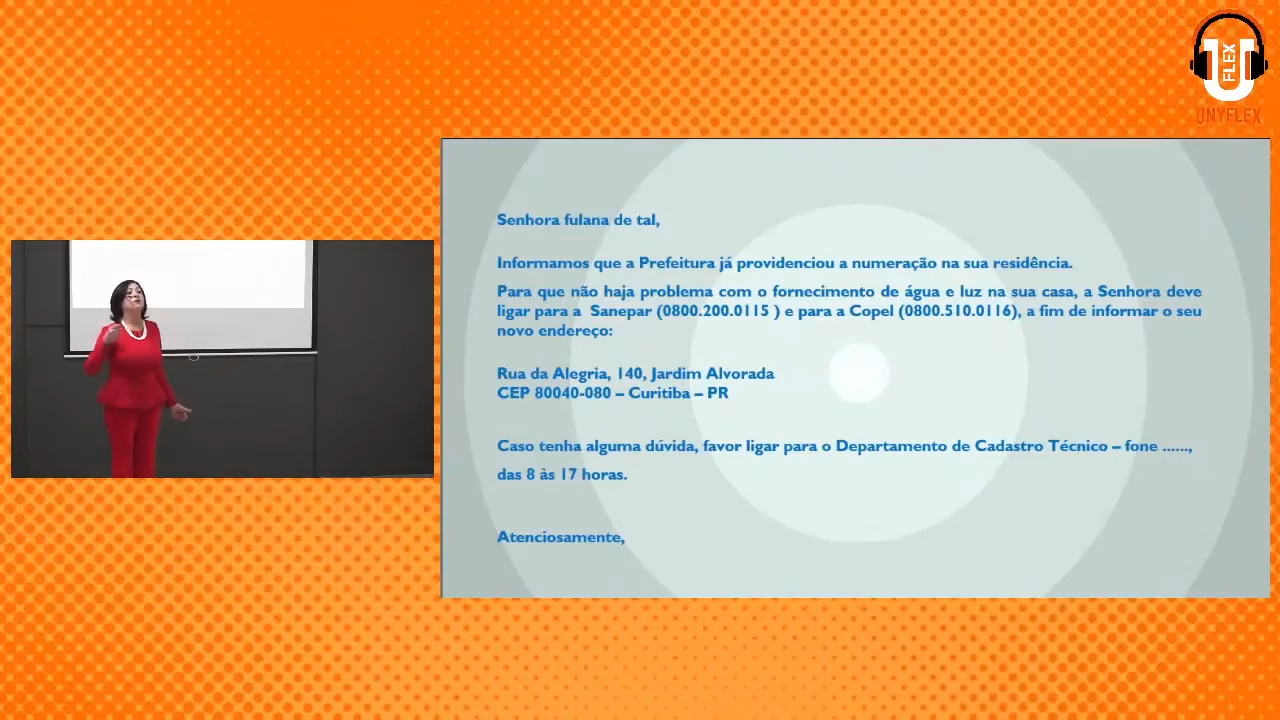 FLEX
U
UNYFLEX
Senhora fulana de tal,
Informamos que a Prefeitura já providenciou a numeração na sua residência.
Para que não haja problema com o fornecimento de água e luz na sua casa, a Senhora deve
ligar para a Sanepar (0800.200.0115 ) e para a Copel (0800.510.0116), a fim de informar o seu
novo endereço:
Rua da Alegria, 140, Jardim Alvorada
CEP 80040-080 – Curitiba – PR
Caso tenha alguma dúvida, favor ligar para o Departamento de Cadastro Técnico – fone ......,
das 8 às 17 horas.
Atenciosamente,